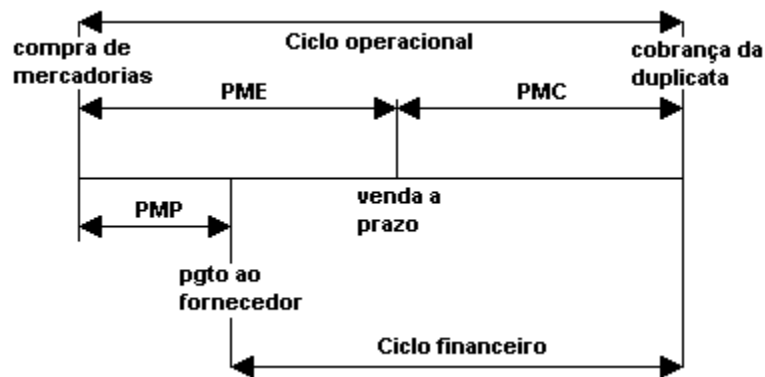 Ciclo operacional
compra de
mercadorias
cobrança da
duplicata
PME
PMC
PMP
venda a
prazo
pgto ao
fornecedor
Ciclo financeiro